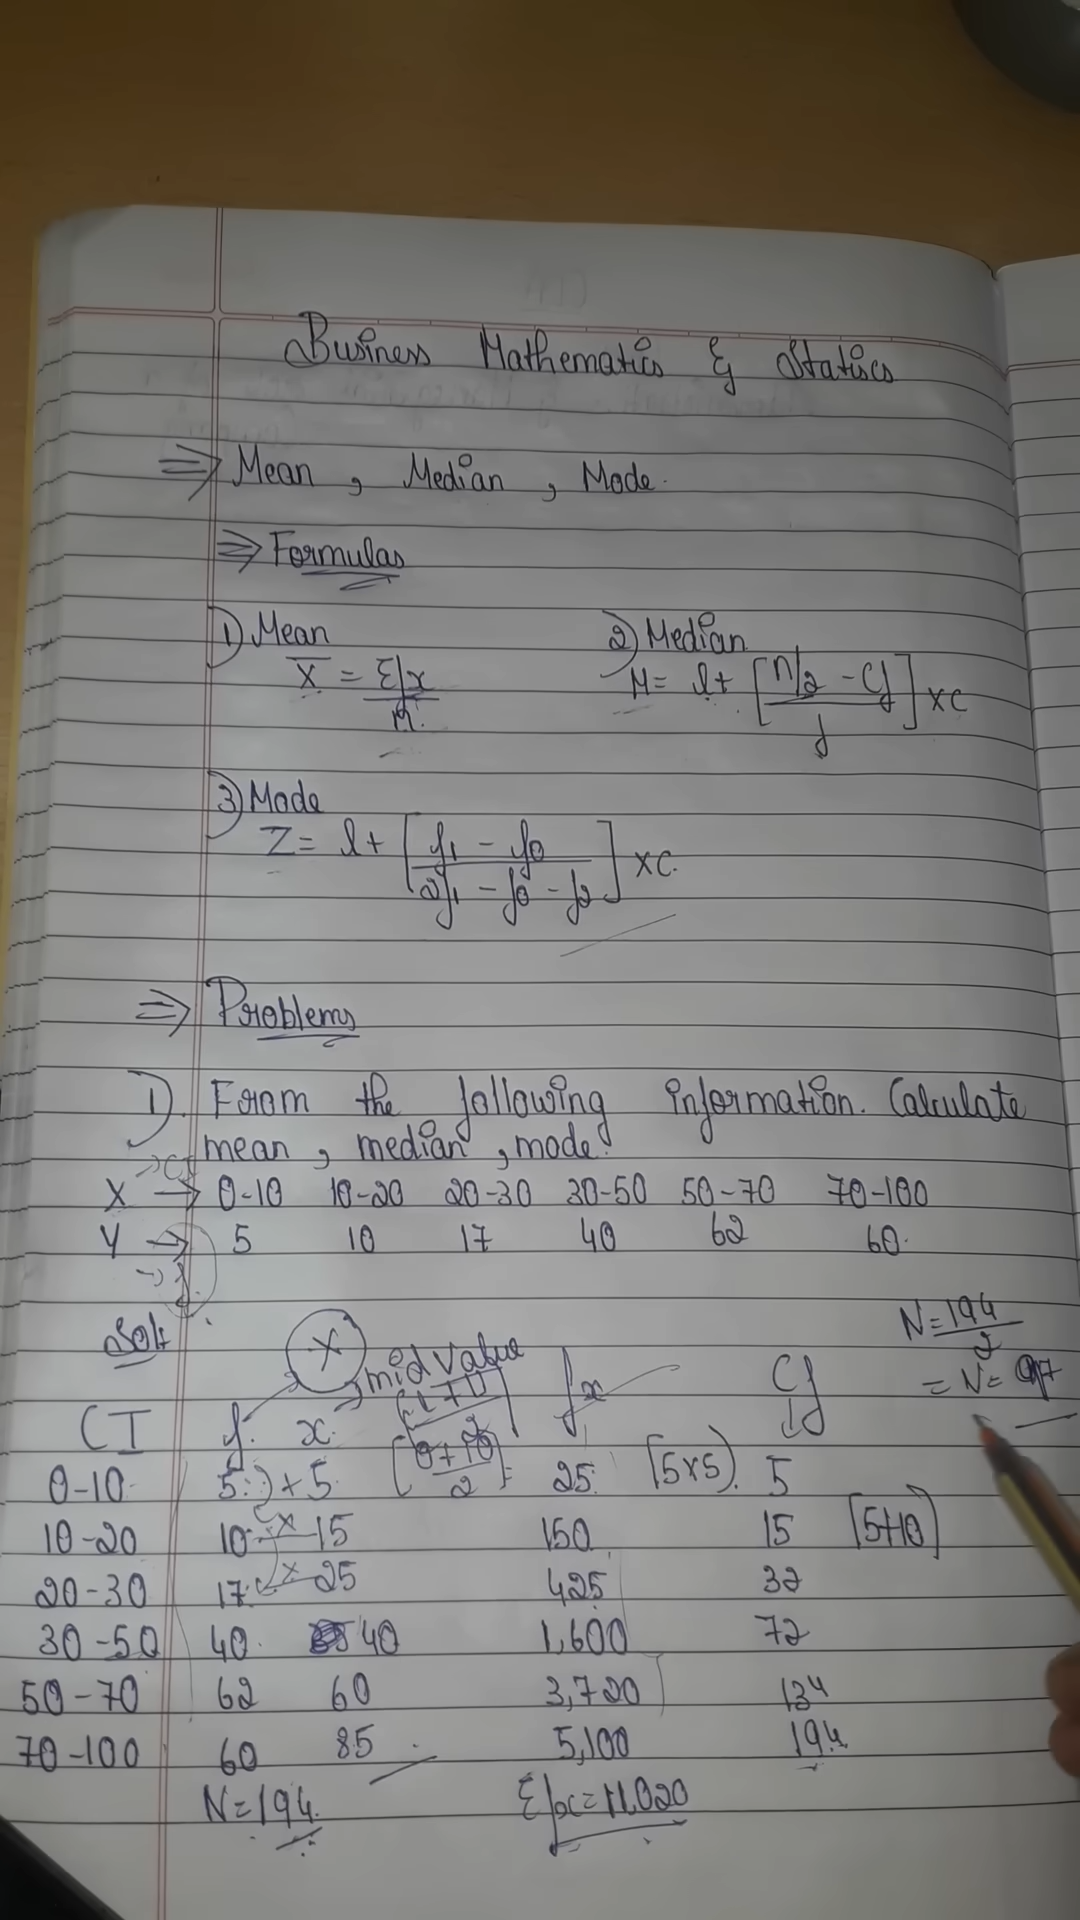 Business Mathematics & Statiscs
⇒ Mean, Median, Mode.
⇒ Formulas
1) Mean 2) Median
X̄ = Σfx / n M = l + [n/2 - Cf / f] × C
3) Mode
Z = l + [f1 - f0 / 2f1 - f0 - f2] × C.
⇒ Problems
1). From the following information. Calculate
mean, median, mode.
→ CI
X → 0-10 10-20 20-30 30-50 50-70 70-100
Y → 5 10 17 40 62 60.
→ f.
Sol: X mid value N = 194 / 2
= N = 97
CI f. x. fx Cf
0-10 5 × 5 [0+10 / 2] 25 [5×5] 5
10-20 10 × 15 150 15 [5+10]
20-30 17 × 25 425 32
30-50 40 40 1,600 72
50-70 62 60 3,720 134
70-100 60 85 5,100 194
N = 194. Σfx = 11,020